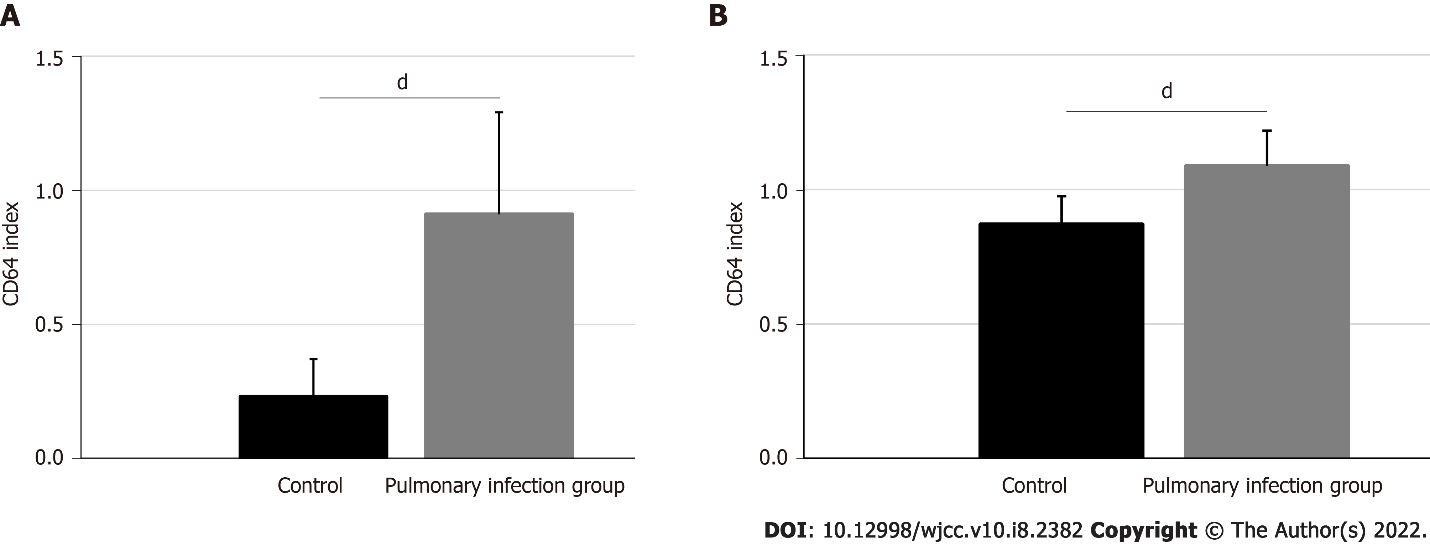 A
1.5
d
1.0
CD64 index
0.5
0.0
Control Pulmonary infection group
B
1.5
d
1.0
CD64 index
0.5
0.0
Control Pulmonary infection group
DOI: 10.12998/wjcc.v10.i8.2382 Copyright © The Author(s) 2022.